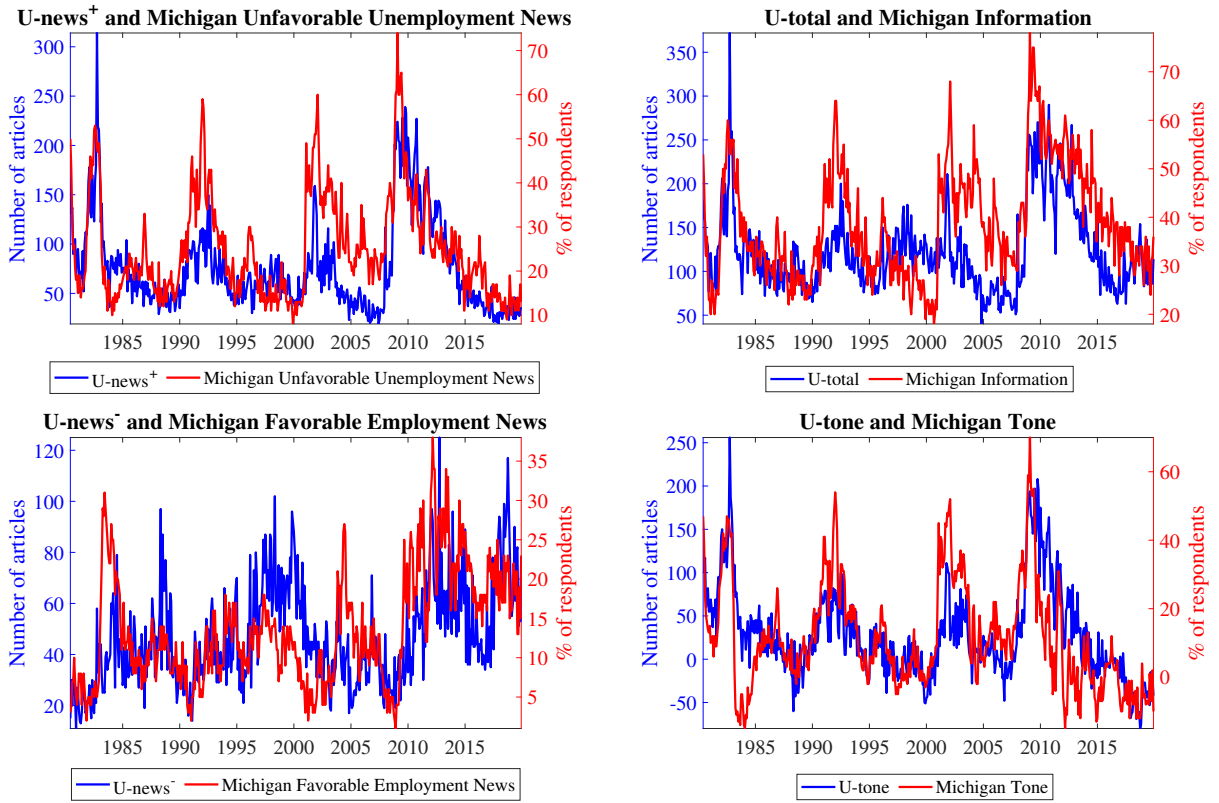 U-news⁺ and Michigan Unfavorable Unemployment News
Number of articles
300
250
200
150
100
50
70
60
50
40
30
20
10
% of respondents
1985 1990 1995 2000 2005 2010 2015
U-news⁺ Michigan Unfavorable Unemployment News
U-total and Michigan Information
Number of articles
350
300
250
200
150
100
50
70
60
50
40
30
20
% of respondents
1985 1990 1995 2000 2005 2010 2015
U-total Michigan Information
U-news⁻ and Michigan Favorable Employment News
Number of articles
120
100
80
60
40
20
35
30
25
20
15
10
5
% of respondents
1985 1990 1995 2000 2005 2010 2015
U-news⁻ Michigan Favorable Employment News
U-tone and Michigan Tone
Number of articles
250
200
150
100
50
0
-50
60
40
20
0
% of respondents
1985 1990 1995 2000 2005 2010 2015
U-tone Michigan Tone